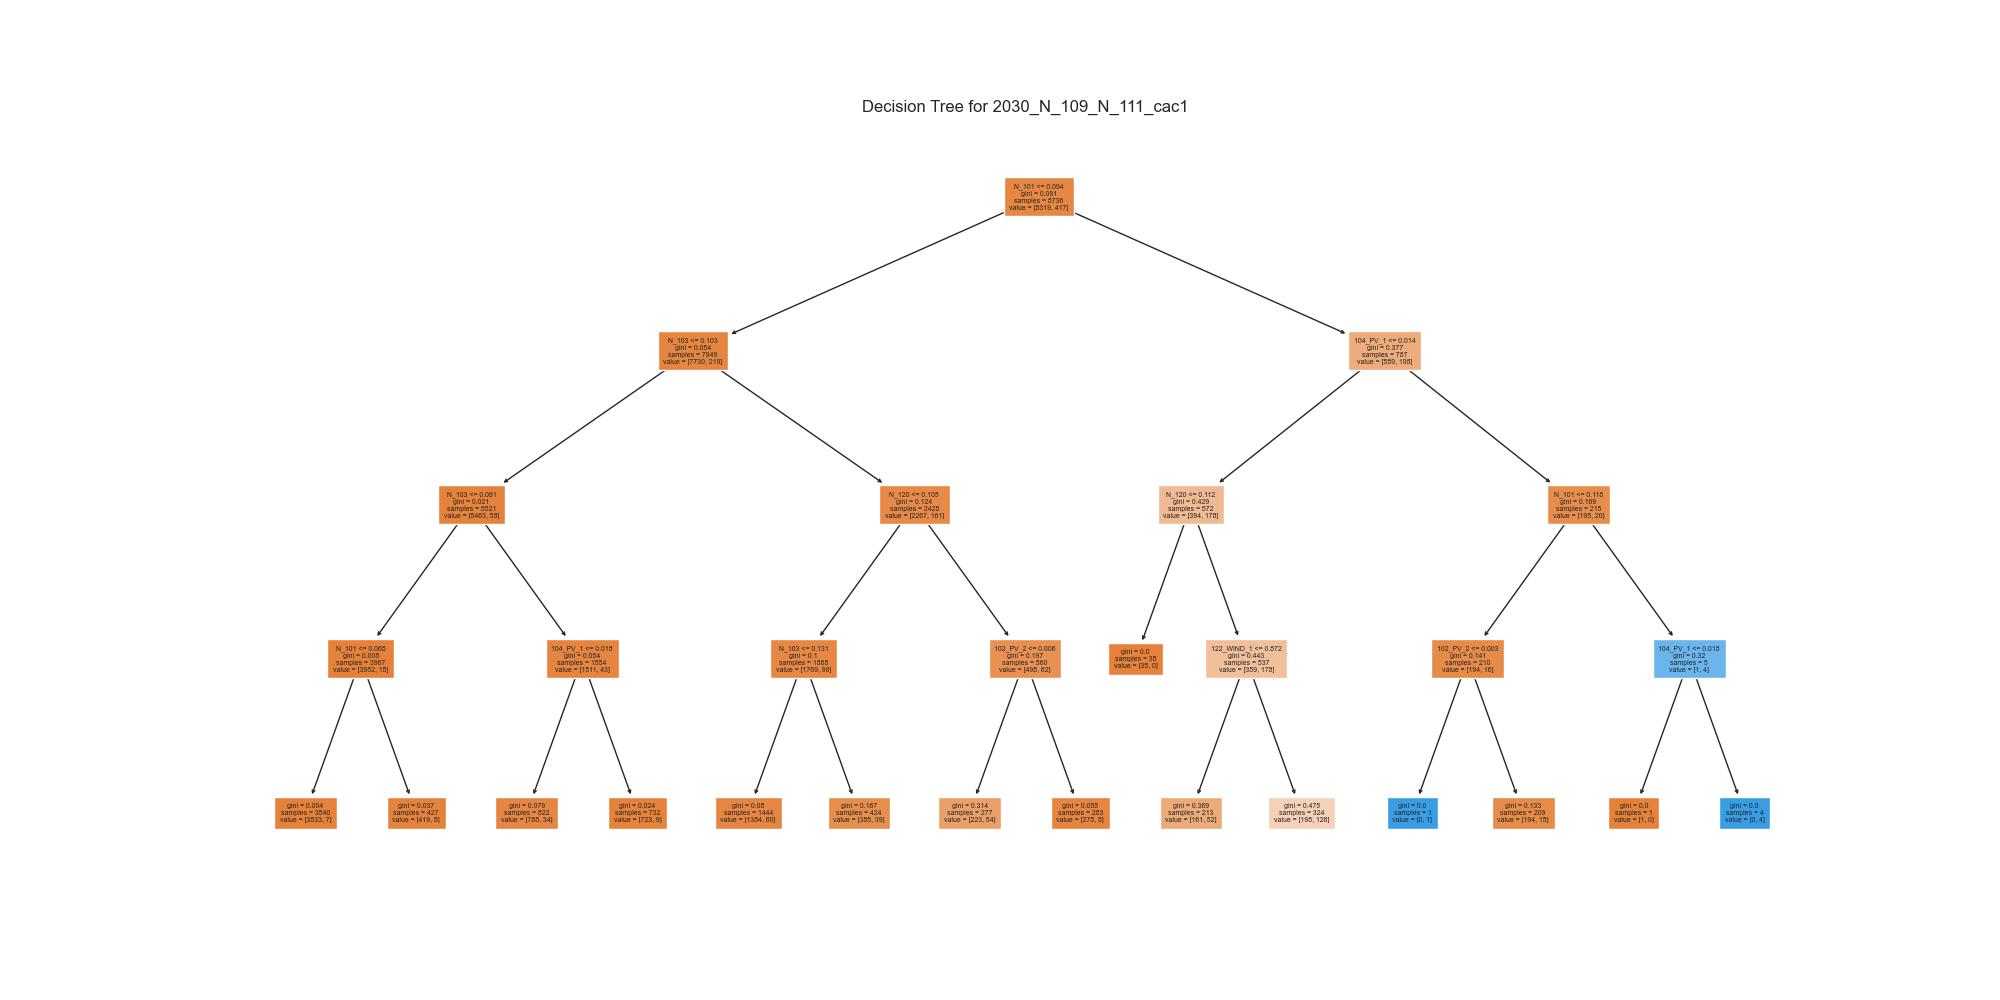 Decision Tree for 2030_N_109_N_111_cac1
N_101 <= 0.094
gini = 0.091
samples = 8736
value = [8319, 417]
N_103 <= 0.103
gini = 0.054
samples = 7949
value = [7730, 219]
104_PV_1 <= 0.014
gini = 0.377
samples = 787
value = [589, 198]
N_103 <= 0.091
gini = 0.021
samples = 5521
value = [5463, 58]
N_120 <=
gini = 0.124
samples = 2428
value = [2267, 161]
N_120 <= 0.112
gini = 0.429
samples = 572
value = [394, 178]
N_101 <=
gini = 0.169
samples = 215
value = [195, 20]
N_101 <= 0.068
gini = 0.008
samples = 3967
value = [3952, 15]
104_PV_1 <=
gini = 0.054
samples = 1554
value = [1511, 43]
N_103 <= 0.131
gini = 0.1
samples = 1868
value = [1769, 99]
102_PV_2 <= 0.006
gini = 0.197
samples = 560
value = [498, 62]
gini = 0.0
samples = 35
value = [35, 0]
122_WIND_1 <=
gini = 0.443
samples = 537
value = [359, 178]
102_PV_2 <= 0.003
gini = 0.141
samples = 210
value = [194, 16]
104_PV_1 <=
gini = 0.32
samples = 5
value = [1, 4]
gini = 0.004
samples = 3540
value = [3533, 7]
gini = 0.037
samples = 427
value = [419, 8]
gini = 0.079
samples = 822
value = [788, 34]
gini = 0.024
samples = 732
value = [723, 9]
gini = 0.08
samples = 1444
value = [1384, 60]
gini = 0.167
samples = 424
value = [385, 39]
gini = 0.314
samples = 277
value = [223, 54]
gini = 0.055
samples = 283
value = [275, 8]
gini = 0.369
samples = 213
value = [161, 52]
gini = 0.475
samples = 324
value = [198, 126]
gini = 0.0
samples = 1
value = [0, 1]
gini = 0.133
samples = 209
value = [194, 15]
gini = 0.0
samples = 1
value = [1, 0]
gini = 0.0
samples = 4
value = [0, 4]